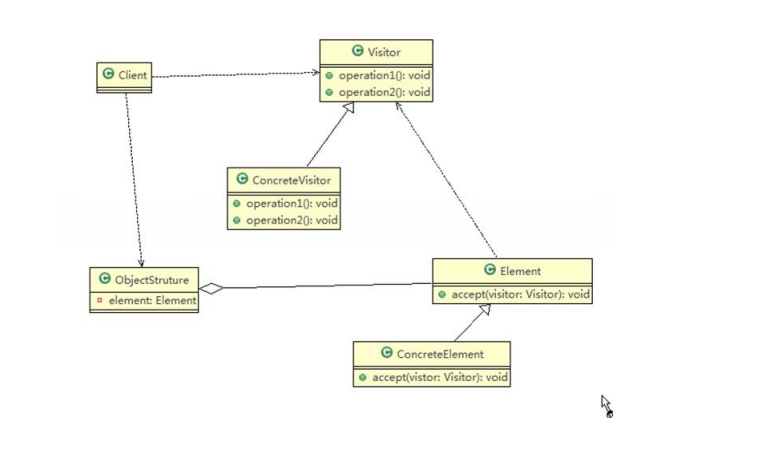 Visitor
operation1(): void
operation2(): void
Client
ConcreteVisitor
operation1(): void
operation2(): void
ObjectStruture
element: Element
Element
accept(visitor: Visitor): void
ConcreteElement
accept(vistor: Visitor): void